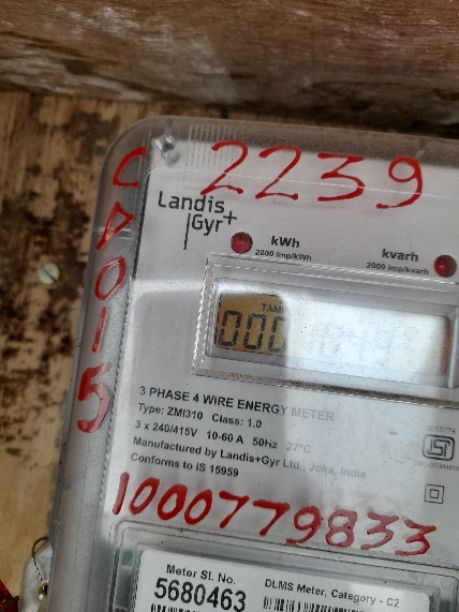 2239
CD015
Landis
Gyr+
kWh
2000 Imp/kWh
kvarh
2000 Imp/kvarh
000
3 PHASE 4 WIRE ENERGY METER
Type: ZMI310 Class: 1.0
3 x 240/415V 10-60 A 50Hz 27°C
Manufactured by Landis+Gyr Ltd., Joka, India
Conforms to IS 15959
1000779833
Meter Sl. No.
5680463
DLMS Meter, Category - C2